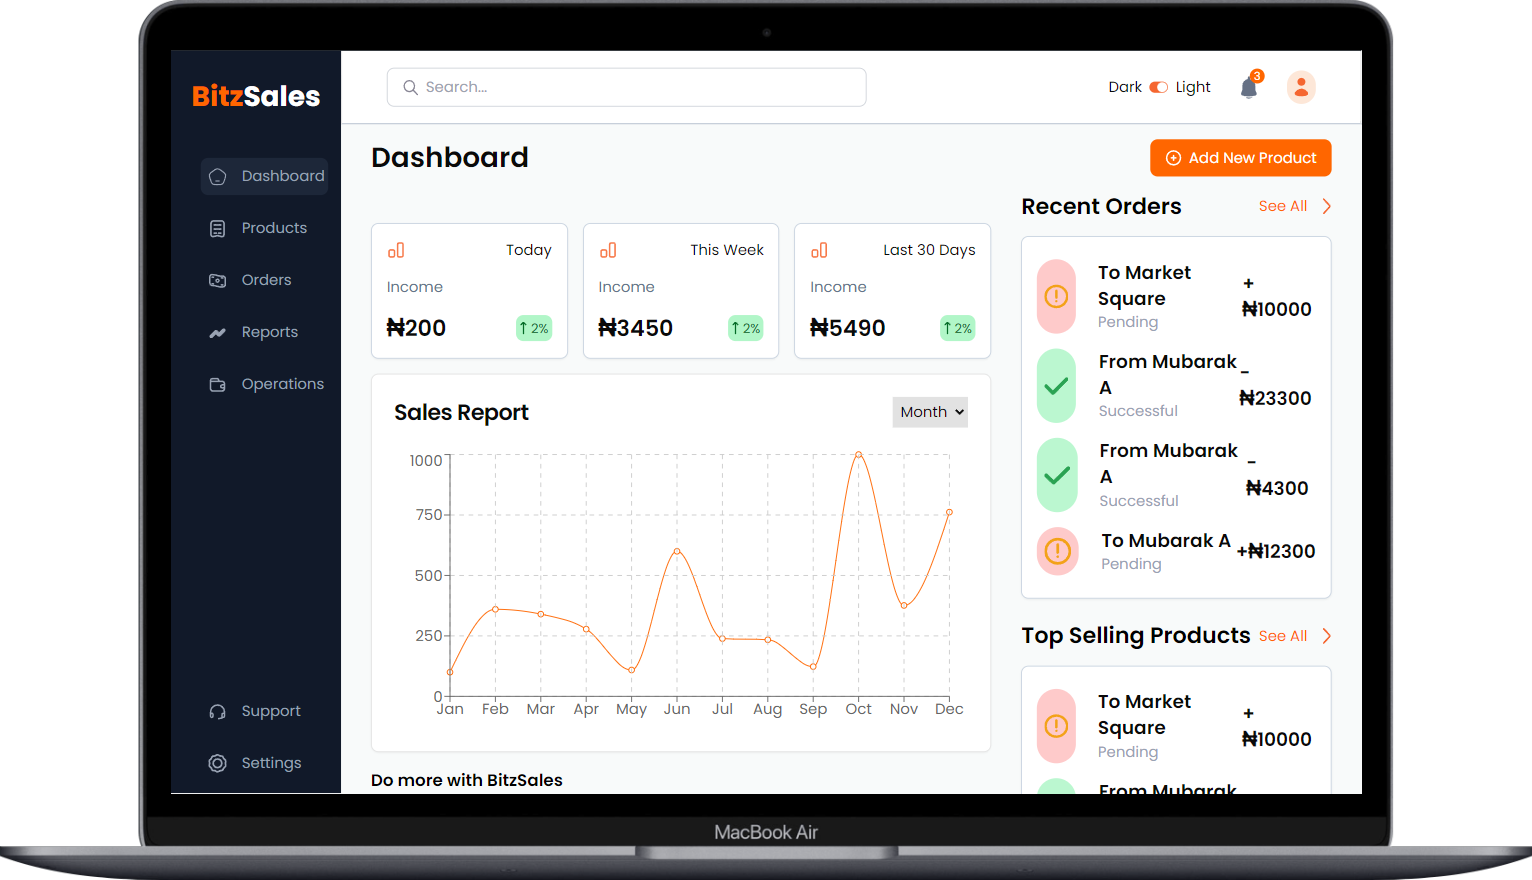 BitzSales
Dashboard
Products
Orders
Reports
Operations
Support
Settings
Search...
Dark
Light
3
Dashboard
Add New Product
Today
Income
₦200
↑ 2%
This Week
Income
₦3450
↑ 2%
Last 30 Days
Income
₦5490
↑ 2%
Sales Report
Month
1000
750
500
250
0
Jan Feb Mar Apr May Jun Jul Aug Sep Oct Nov Dec
Do more with BitzSales
Recent Orders
See All
To Market
Square
Pending
+
₦10000
From Mubarak
A
Successful
-
₦23300
From Mubarak
A
Successful
-
₦4300
To Mubarak A
Pending
+₦12300
Top Selling Products
See All
To Market
Square
Pending
+
₦10000
From Mubarak
MacBook Air